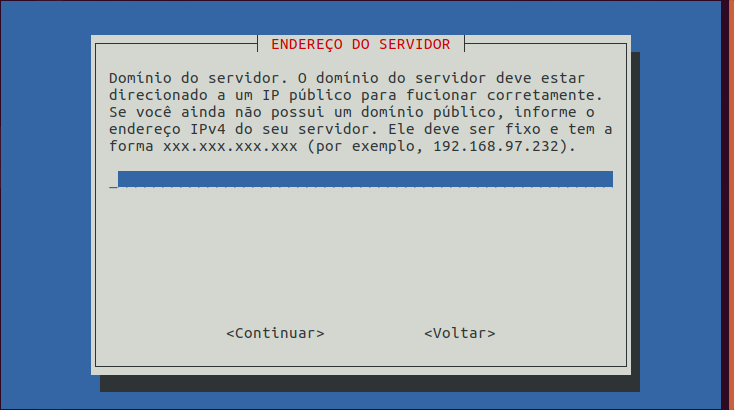 ENDEREÇO DO SERVIDOR
Domínio do servidor. O domínio do servidor deve estar
direcionado a um IP público para fucionar corretamente.
Se você ainda não possui um domínio público, informe o
endereço IPv4 do seu servidor. Ele deve ser fixo e tem a
forma xxx.xxx.xxx.xxx (por exemplo, 192.168.97.232).
<Continuar> <Voltar>